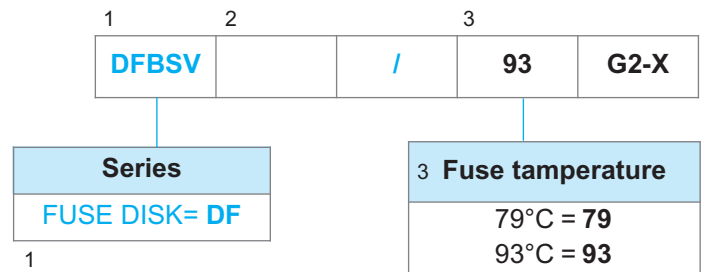 1 2 3
DFBSV / 93 G2-X
Series
FUSE DISK= DF
1
3 Fuse tamperature
79°C = 79
93°C = 93